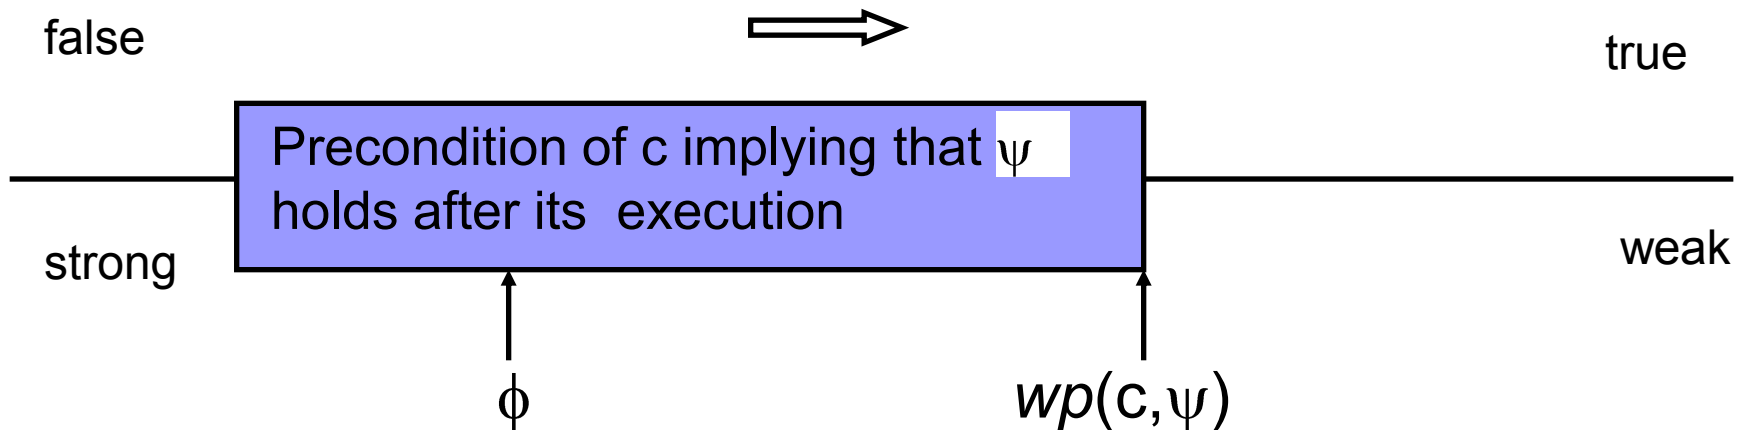 false
true
Precondition of c implying that ψ
holds after its execution
strong
weak
ϕ
wp(c,ψ)